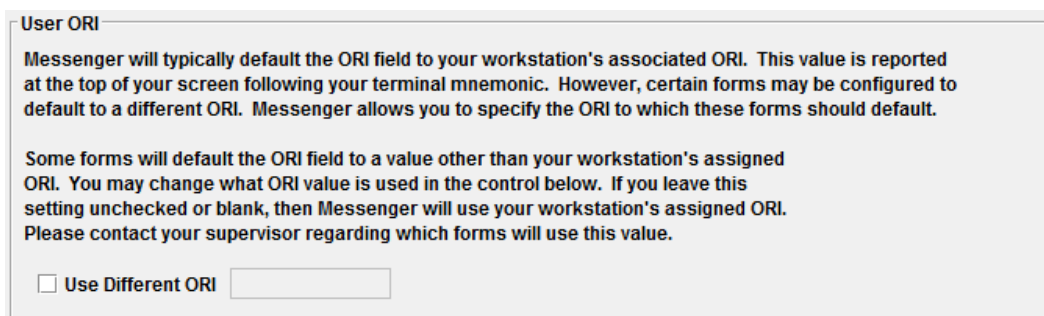 User ORI
Messenger will typically default the ORI field to your workstation's associated ORI. This value is reported
at the top of your screen following your terminal mnemonic. However, certain forms may be configured to
default to a different ORI. Messenger allows you to specify the ORI to which these forms should default.
Some forms will default the ORI field to a value other than your workstation's assigned
ORI. You may change what ORI value is used in the control below. If you leave this
setting unchecked or blank, then Messenger will use your workstation's assigned ORI.
Please contact your supervisor regarding which forms will use this value.
Use Different ORI